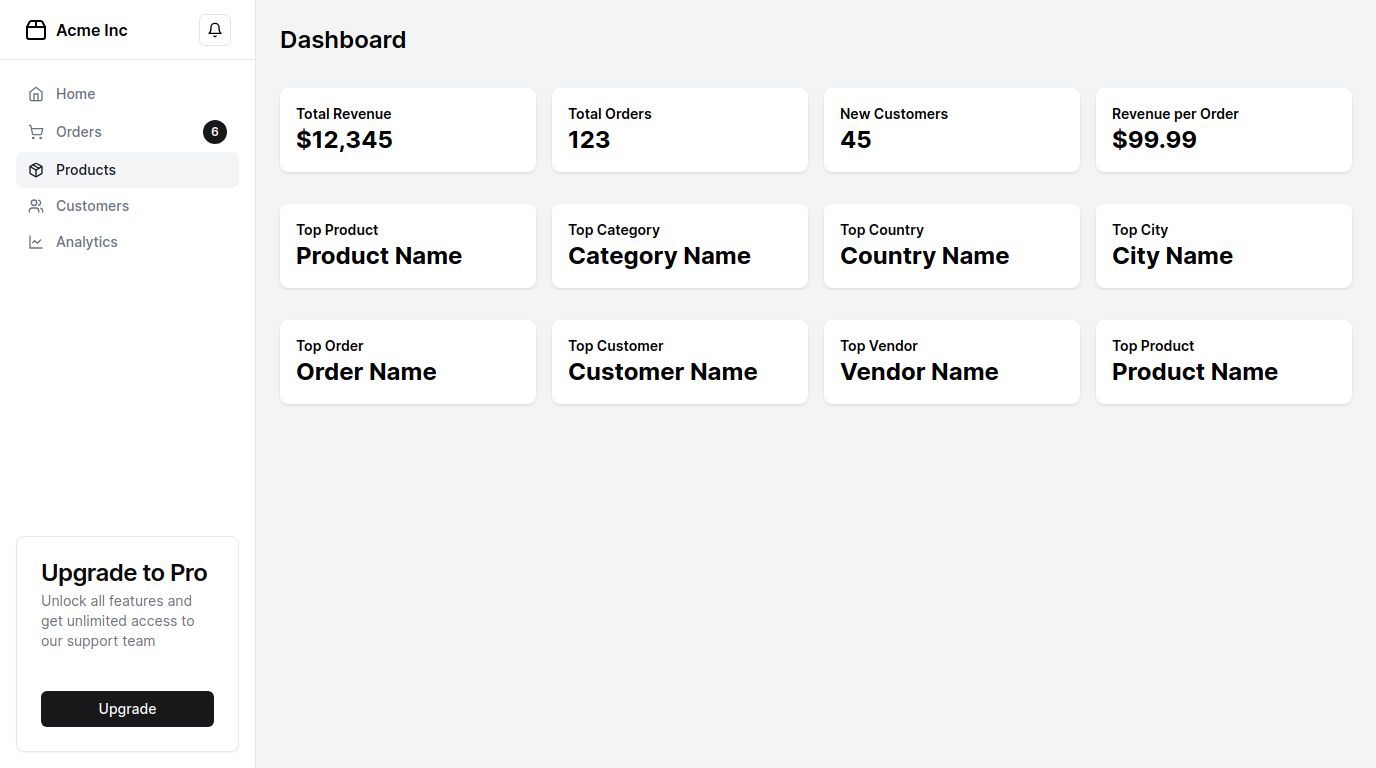 Acme Inc
Home
Orders
6
Products
Customers
Analytics
Upgrade to Pro
Unlock all features and
get unlimited access to
our support team
Upgrade
Dashboard
Total Revenue
$12,345
Total Orders
123
New Customers
45
Revenue per Order
$99.99
Top Product
Product Name
Top Category
Category Name
Top Country
Country Name
Top City
City Name
Top Order
Order Name
Top Customer
Customer Name
Top Vendor
Vendor Name
Top Product
Product Name